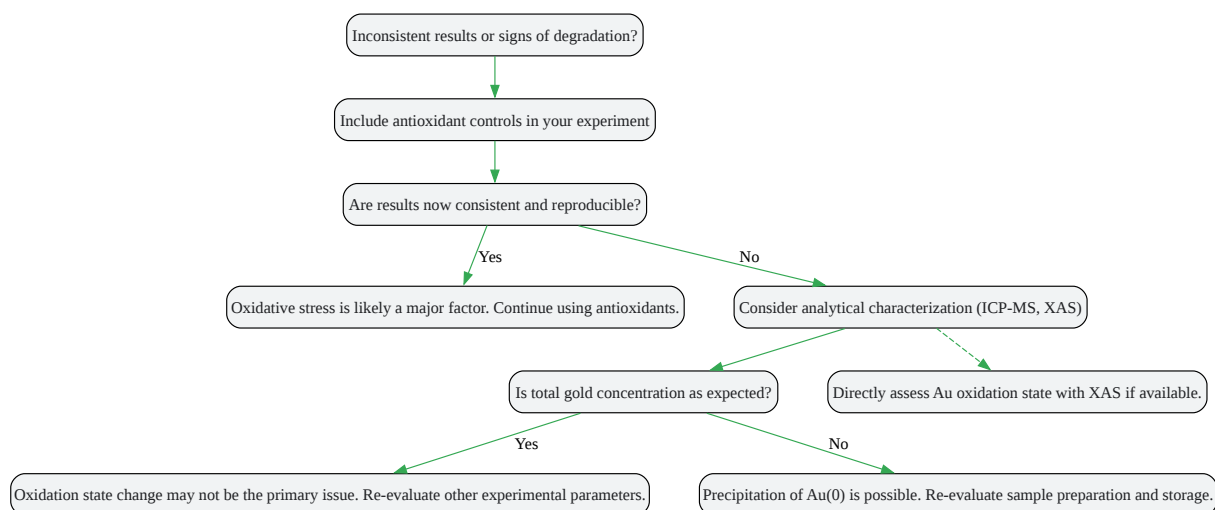 Inconsistent results or signs of degradation?
Include antioxidant controls in your experiment
Are results now consistent and reproducible?
Yes
No
Oxidative stress is likely a major factor. Continue using antioxidants.
Consider analytical characterization (ICP-MS, XAS)
Is total gold concentration as expected?
Directly assess Au oxidation state with XAS if available.
Yes
No
Oxidation state change may not be the primary issue. Re-evaluate other experimental parameters.
Precipitation of Au(0) is possible. Re-evaluate sample preparation and storage.